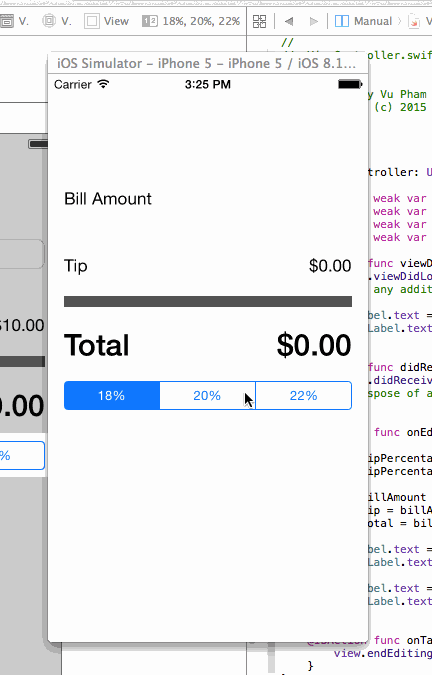 V. V. View 18%, 20%, 22% Manual
iOS Simulator – iPhone 5 – iPhone 5 / iOS 8.1...
Carrier 3:25 PM
Bill Amount
Tip $0.00
Total $0.00
18% 20% 22%
$10.00
.00
%
//
.swif
y Vu Pham
(c) 2015
troller: U
weak var
weak var
weak var
weak var
func viewD
.viewDidLo
any addit
bel.text =
Label.text =
func didRe
.didReceiv
spose of a
func onEd
ipPercenta
ipPercenta
illAmount
ip = billA
otal = bil
bel.text =
Label.text
bel.text =
Label.text
func onTa
view.endEditing
}